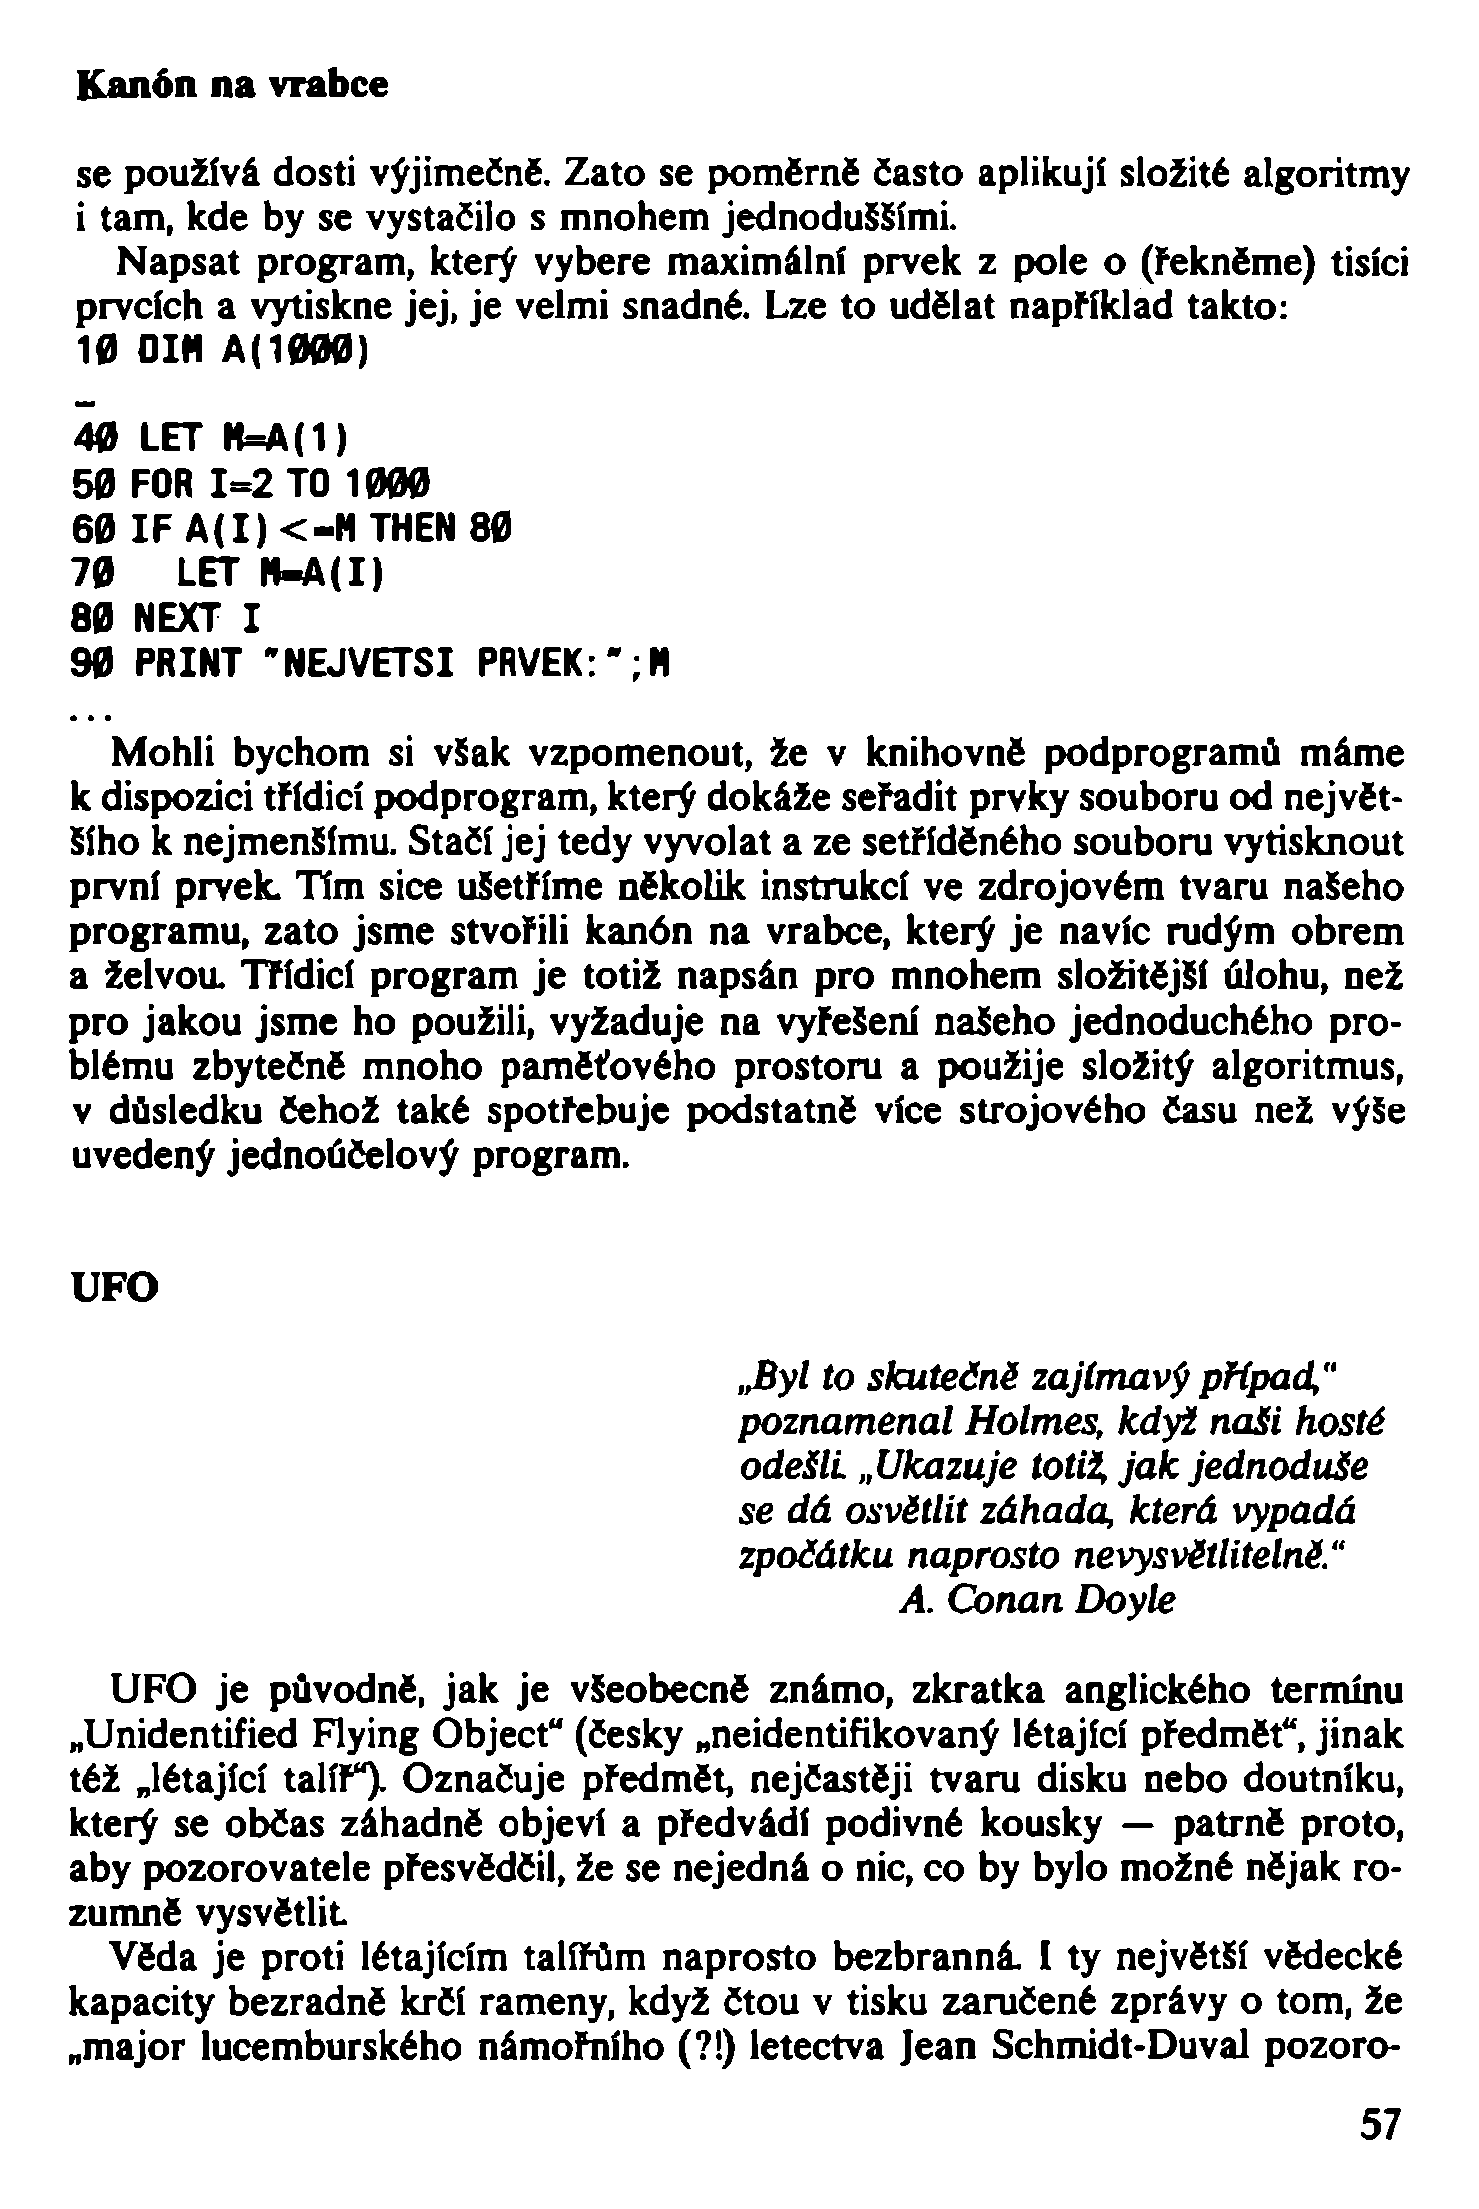 Kanón na vrabce
se používá dosti výjimečně. Zato se poměrně často aplikují složité algoritmy
i tam, kde by se vystačilo s mnohem jednoduššími.
Napsat program, který vybere maximální prvek z pole o (řekněme) tisíci
prvcích a vytiskne jej, je velmi snadné. Lze to udělat například takto:
10 DIM A(1000)
–
40 LET M=A(1)
50 FOR I=2 TO 1000
60 IF A(I)<=M THEN 80
70 LET M=A(I)
80 NEXT I
90 PRINT "NEJVETSI PRVEK:";M
...
Mohli bychom si však vzpomenout, že v knihovně podprogramů máme
k dispozici třídicí podprogram, který dokáže seřadit prvky souboru od největ-
šího k nejmenšímu. Stačí jej tedy vyvolat a ze setříděného souboru vytisknout
první prvek. Tím sice ušetříme několik instrukcí ve zdrojovém tvaru našeho
programu, zato jsme stvořili kanón na vrabce, který je navíc rudým obrem
a želvou. Třídicí program je totiž napsán pro mnohem složitější úlohu, než
pro jakou jsme ho použili, vyžaduje na vyřešení našeho jednoduchého pro-
blému zbytečně mnoho paměťového prostoru a použije složitý algoritmus,
v důsledku čehož také spotřebuje podstatně více strojového času než výše
uvedený jednoúčelový program.
UFO
„Byl to skutečně zajímavý případ,“
poznamenal Holmes, když naši hosté
odešli. „Ukazuje totiž, jak jednoduše
se dá osvětlit záhada, která vypadá
zpočátku naprosto nevysvětlitelně.“
A. Conan Doyle
UFO je původně, jak je všeobecně známo, zkratka anglického termínu
„Unidentified Flying Object“ (česky „neidentifikovaný létající předmět“, jinak
též „létající talíř“). Označuje předmět, nejčastěji tvaru disku nebo doutníku,
který se občas záhadně objeví a předvádí podivné kousky — patrně proto,
aby pozorovatele přesvědčil, že se nejedná o nic, co by bylo možné nějak ro-
zumně vysvětlit.
Věda je proti létajícím talířům naprosto bezbranná. I ty největší vědecké
kapacity bezradně krčí rameny, když čtou v tisku zaručené zprávy o tom, že
„major lucemburského námořního (?!) letectva Jean Schmidt-Duval pozoro-
57